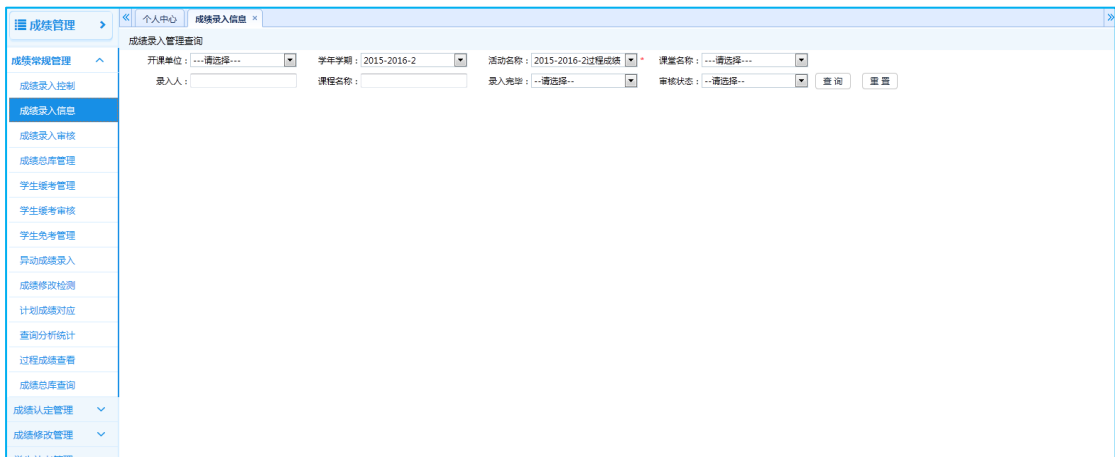 成绩管理
个人中心 成绩录入信息 ×
成绩录入管理查询
开课单位：---请选择--- 学年学期：2015-2016-2 活动名称：2015-2016-2过程成绩 * 课堂名称：---请选择---
录入人： 课程名称： 录入完毕：--请选择-- 审核状态：--请选择-- 查询 重置
成绩常规管理
成绩录入控制
成绩录入信息
成绩录入审核
成绩总库管理
学生缓考管理
学生缓考审核
学生免考管理
异动成绩录入
成绩修改检测
计划成绩对应
查询分析统计
过程成绩查看
成绩总库查询
成绩认定管理
成绩修改管理